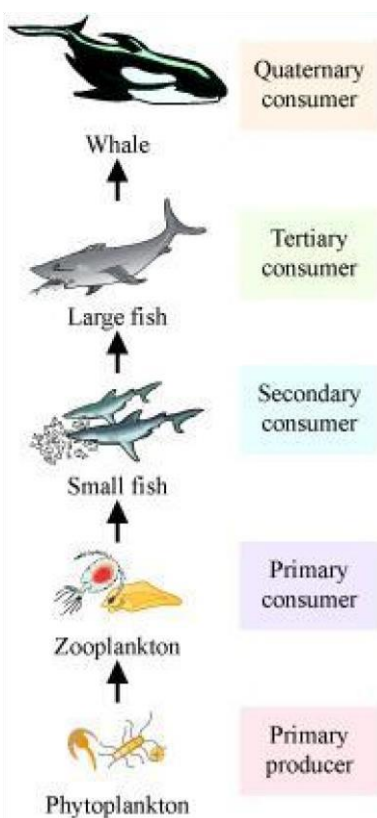 Quaternary
consumer
Whale
Tertiary
consumer
Large fish
Secondary
consumer
Small fish
Primary
consumer
Zooplankton
Primary
producer
Phytoplankton